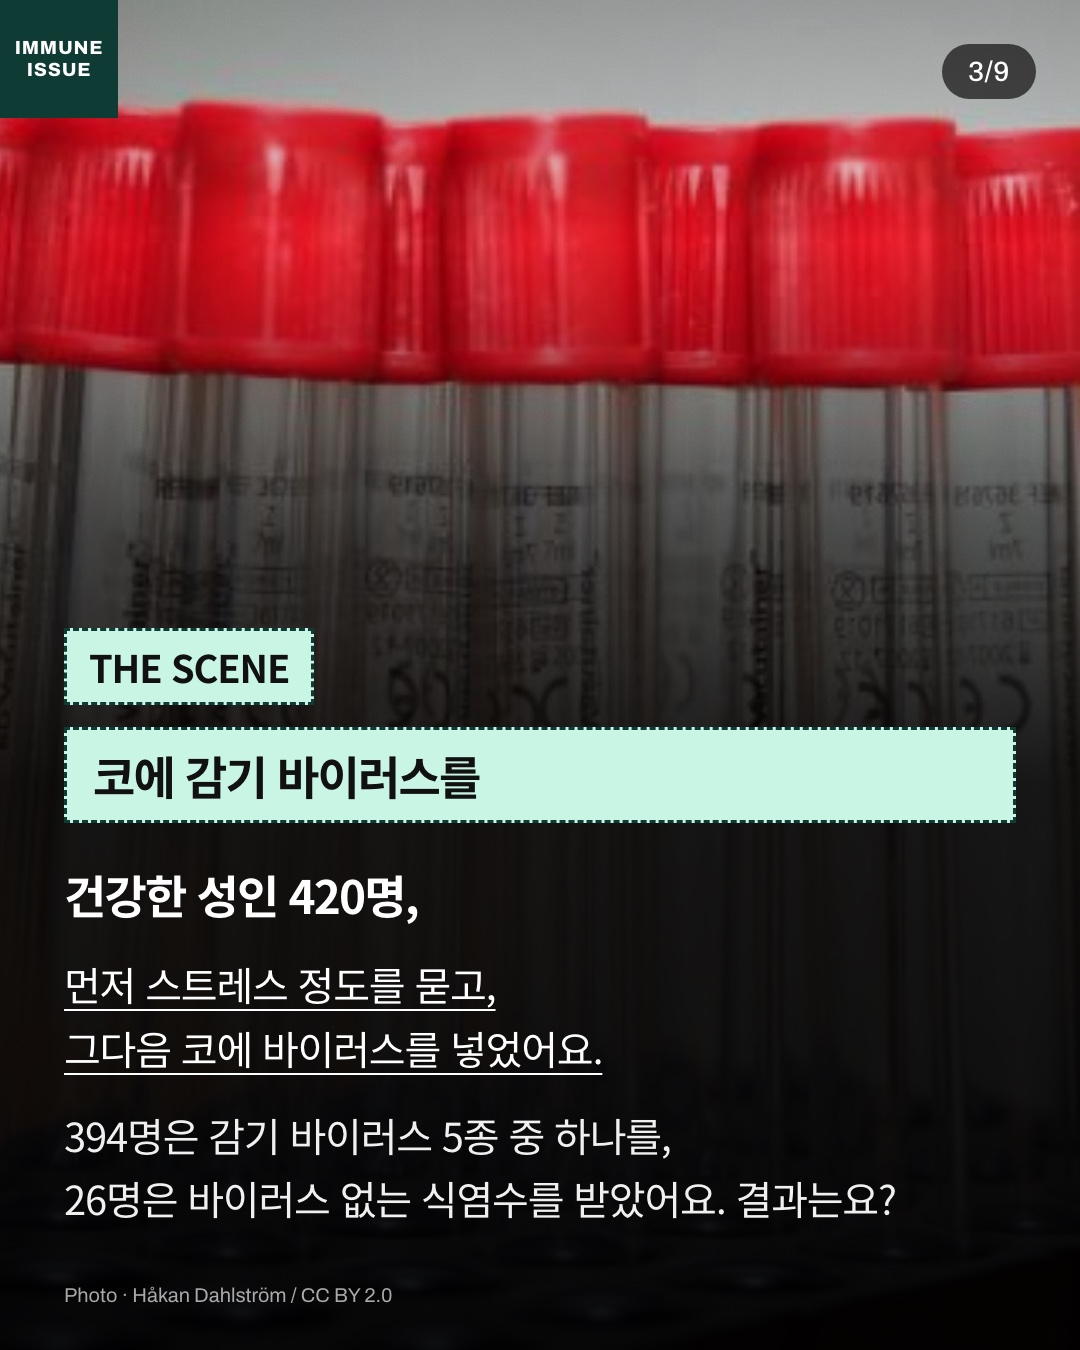 IMMUNE
ISSUE
3/9
THE SCENE
코에 감기 바이러스를
건강한 성인 420명,
먼저 스트레스 정도를 묻고,
그다음 코에 바이러스를 넣었어요.
394명은 감기 바이러스 5종 중 하나를,
26명은 바이러스 없는 식염수를 받았어요. 결과는요?
Photo · Håkan Dahlström / CC BY 2.0